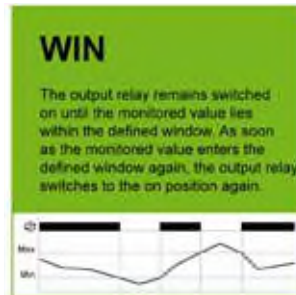 WIN
The output relay remains switched
on until the monitored value lies
within the defined window. As soon
as the monitored value enters the
defined window again, the output relay
switches to the on position again.
Max
Min